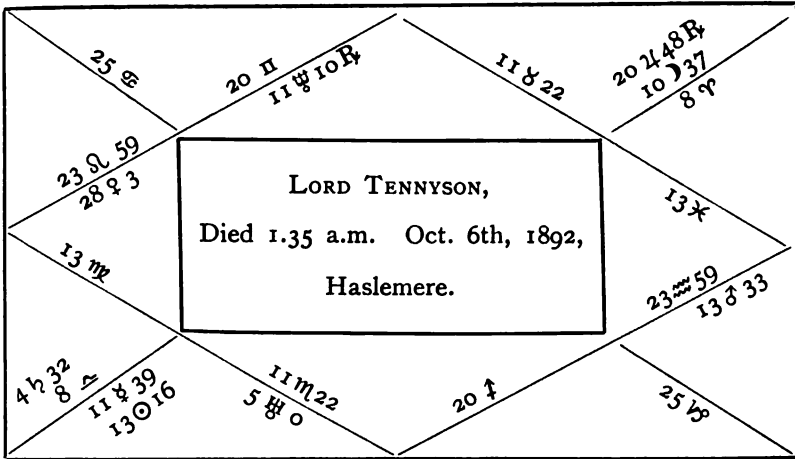 25 ♋
20 ♊
11 ♆ 10 ℞
11 ♉ 22
20 ♃ 48 ℞
10 ☽ 37
8 ♈
23 ♌ 59
28 ♀ 3
LORD TENNYSON,
Died 1.35 a.m. Oct. 6th, 1892,
Haslemere.
13 ♓
13 ♍
23 ♒ 59
13 ♂ 33
4 ♄ 32
8 ♎
11 ☿ 39
13 ☉ 16
11 ♏ 22
5 ♅ 0
20 ♐
25 ♑